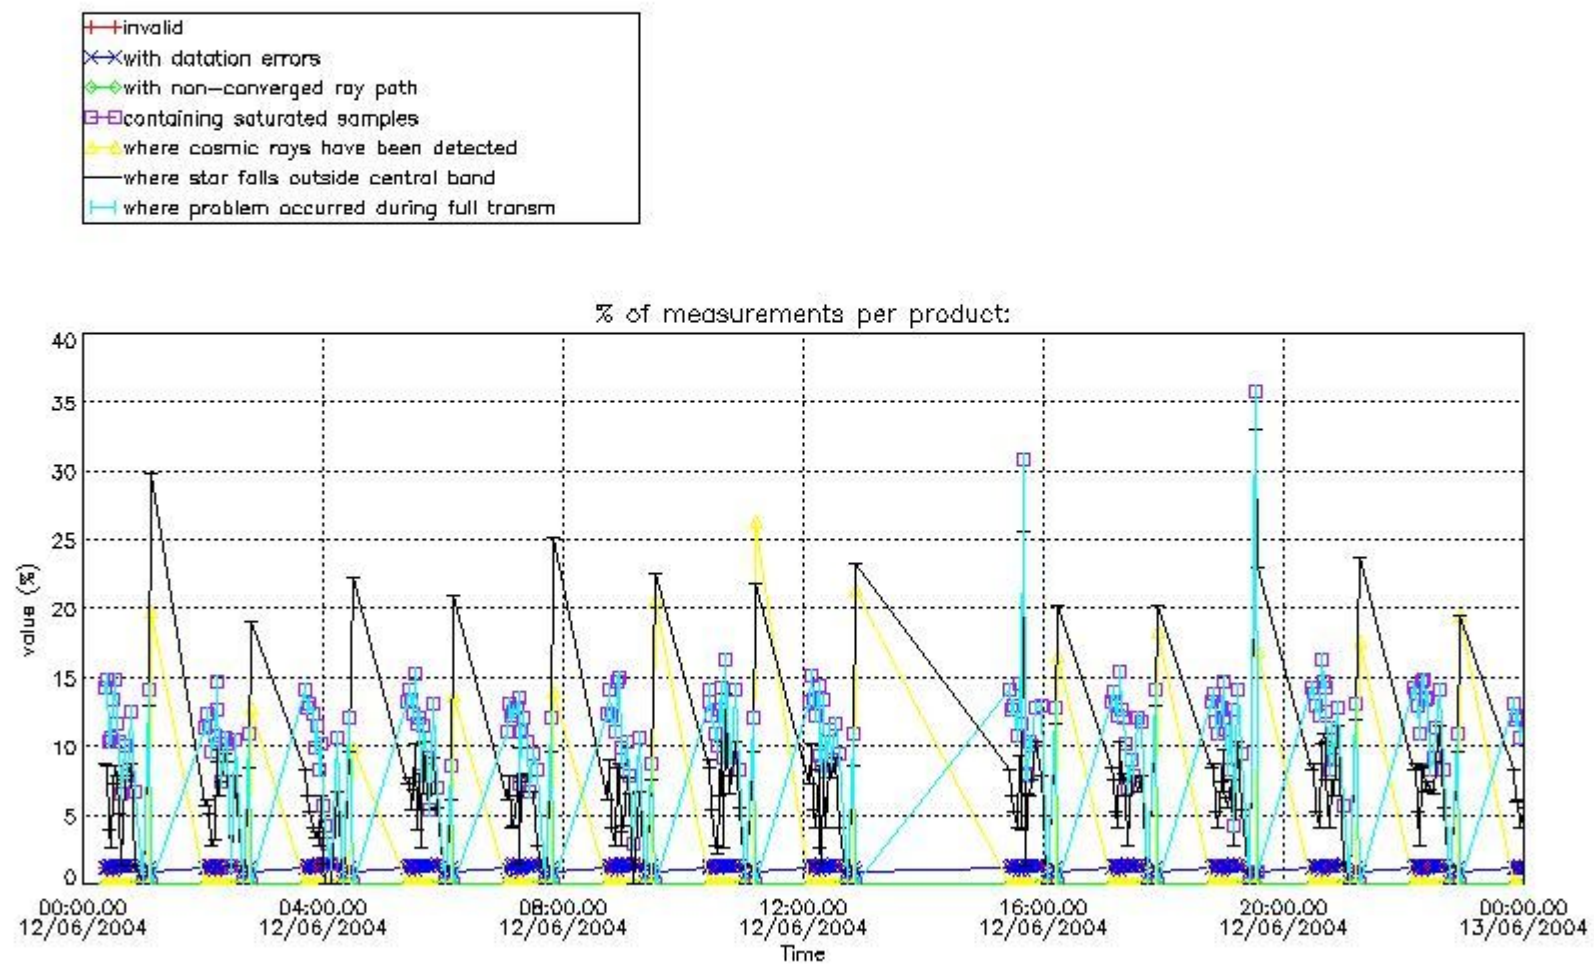 invalid
with datation errors
with non-converged ray path
containing saturated samples
where cosmic rays have been detected
where star falls outside central band
where problem occurred during full transm
% of measurements per product:
40
35
30
25
20
15
10
5
0
value (%)
00:00:00 04:00:00 08:00:00 12:00:00 16:00:00 20:00:00 00:00:00
12/06/2004 12/06/2004 12/06/2004 12/06/2004 12/06/2004 12/06/2004 13/06/2004
Time